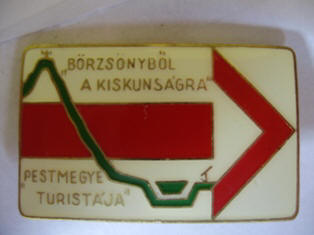 "BÖRZSÖNYBŐL
A KISKUNSÁGRA"
"PESTMEGYE
TURISTÁJA"